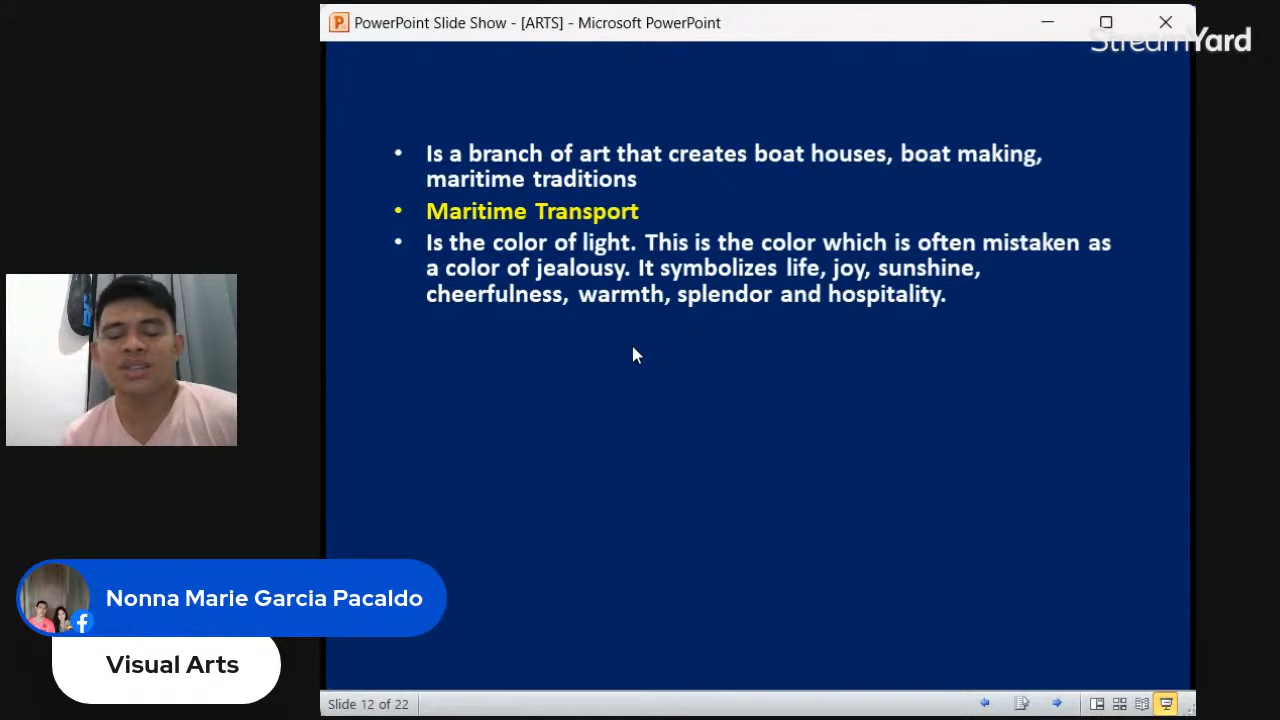 PowerPoint Slide Show - [ARTS] - Microsoft PowerPoint
StreamYard
• Is a branch of art that creates boat houses, boat making,
maritime traditions
• Maritime Transport
• Is the color of light. This is the color which is often mistaken as
a color of jealousy. It symbolizes life, joy, sunshine,
cheerfulness, warmth, splendor and hospitality.
Nonna Marie Garcia Pacaldo
Visual Arts
Slide 12 of 22